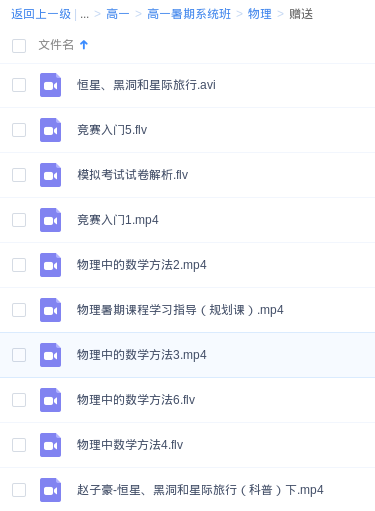 返回上一级 | ... > 高一 > 高一暑期系统班 > 物理 > 赠送
文件名
恒星、黑洞和星际旅行.avi
竞赛入门5.flv
模拟考试试卷解析.flv
竞赛入门1.mp4
物理中的数学方法2.mp4
物理暑期课程学习指导（规划课）.mp4
物理中的数学方法3.mp4
物理中的数学方法6.flv
物理中数学方法4.flv
赵子豪-恒星、黑洞和星际旅行（科普）下.mp4